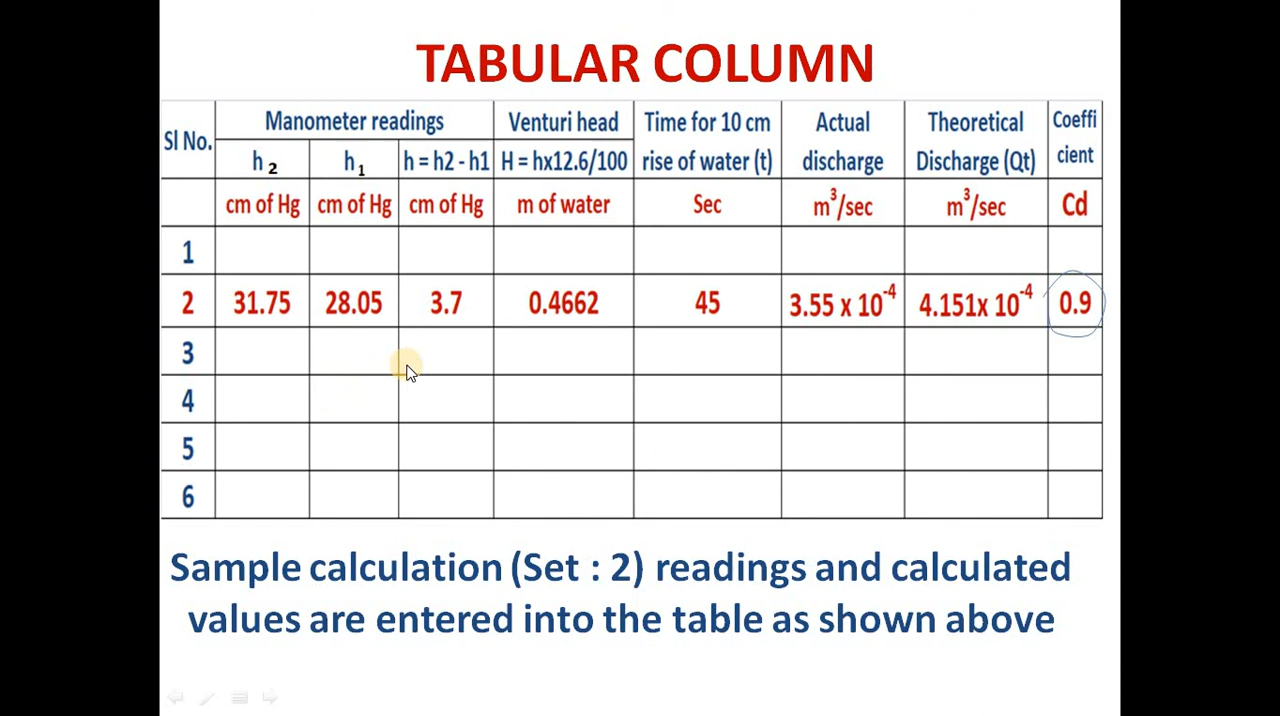 TABULAR COLUMN
Sl No. Manometer readings Venturi head Time for 10 cm rise of water (t) Actual discharge Theoretical Discharge (Qt) Coeffi cient
h 2 h 1 h = h2 - h1 H = hx12.6/100
cm of Hg cm of Hg cm of Hg m of water Sec m³/sec m³/sec Cd
1
2 31.75 28.05 3.7 0.4662 45 3.55 x 10⁻⁴ 4.151x 10⁻⁴ 0.9
3
4
5
6
Sample calculation (Set : 2) readings and calculated
values are entered into the table as shown above